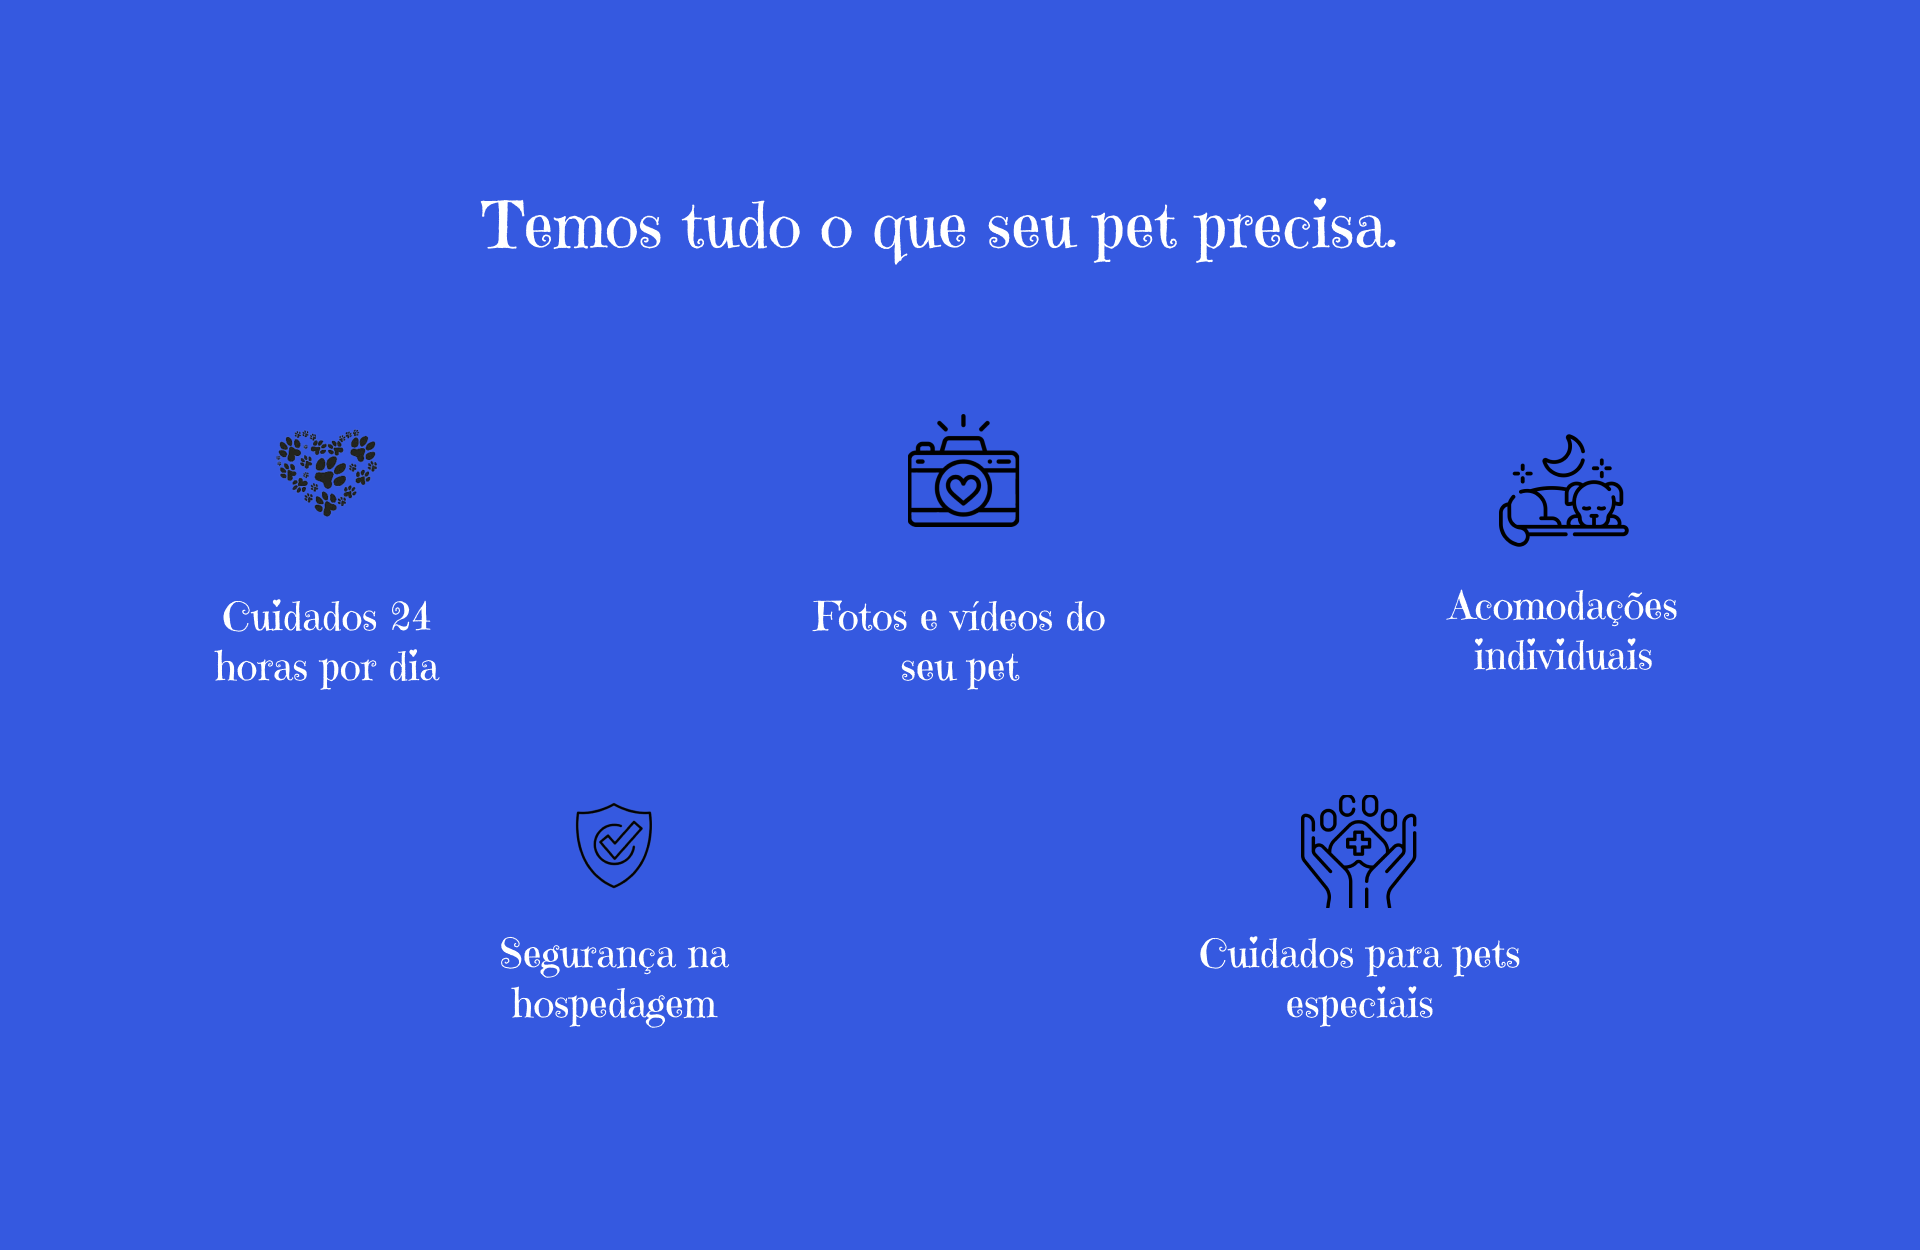 Temos tudo o que seu pet precisa.
Cuidados 24
horas por dia
Fotos e vídeos do
seu pet
Acomodações
individuais
Segurança na
hospedagem
Cuidados para pets
especiais